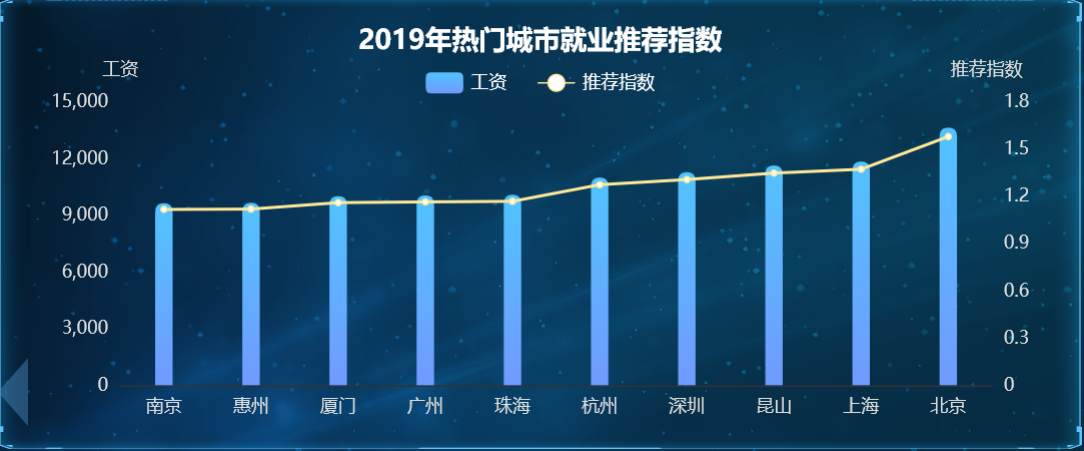 2019年热门城市就业推荐指数
工资 推荐指数
工资 推荐指数
15,000 1.8
12,000 1.5
9,000 1.2
0.9
6,000
0.6
3,000 0.3
0 0
南京 惠州 厦门 广州 珠海 杭州 深圳 昆山 上海 北京